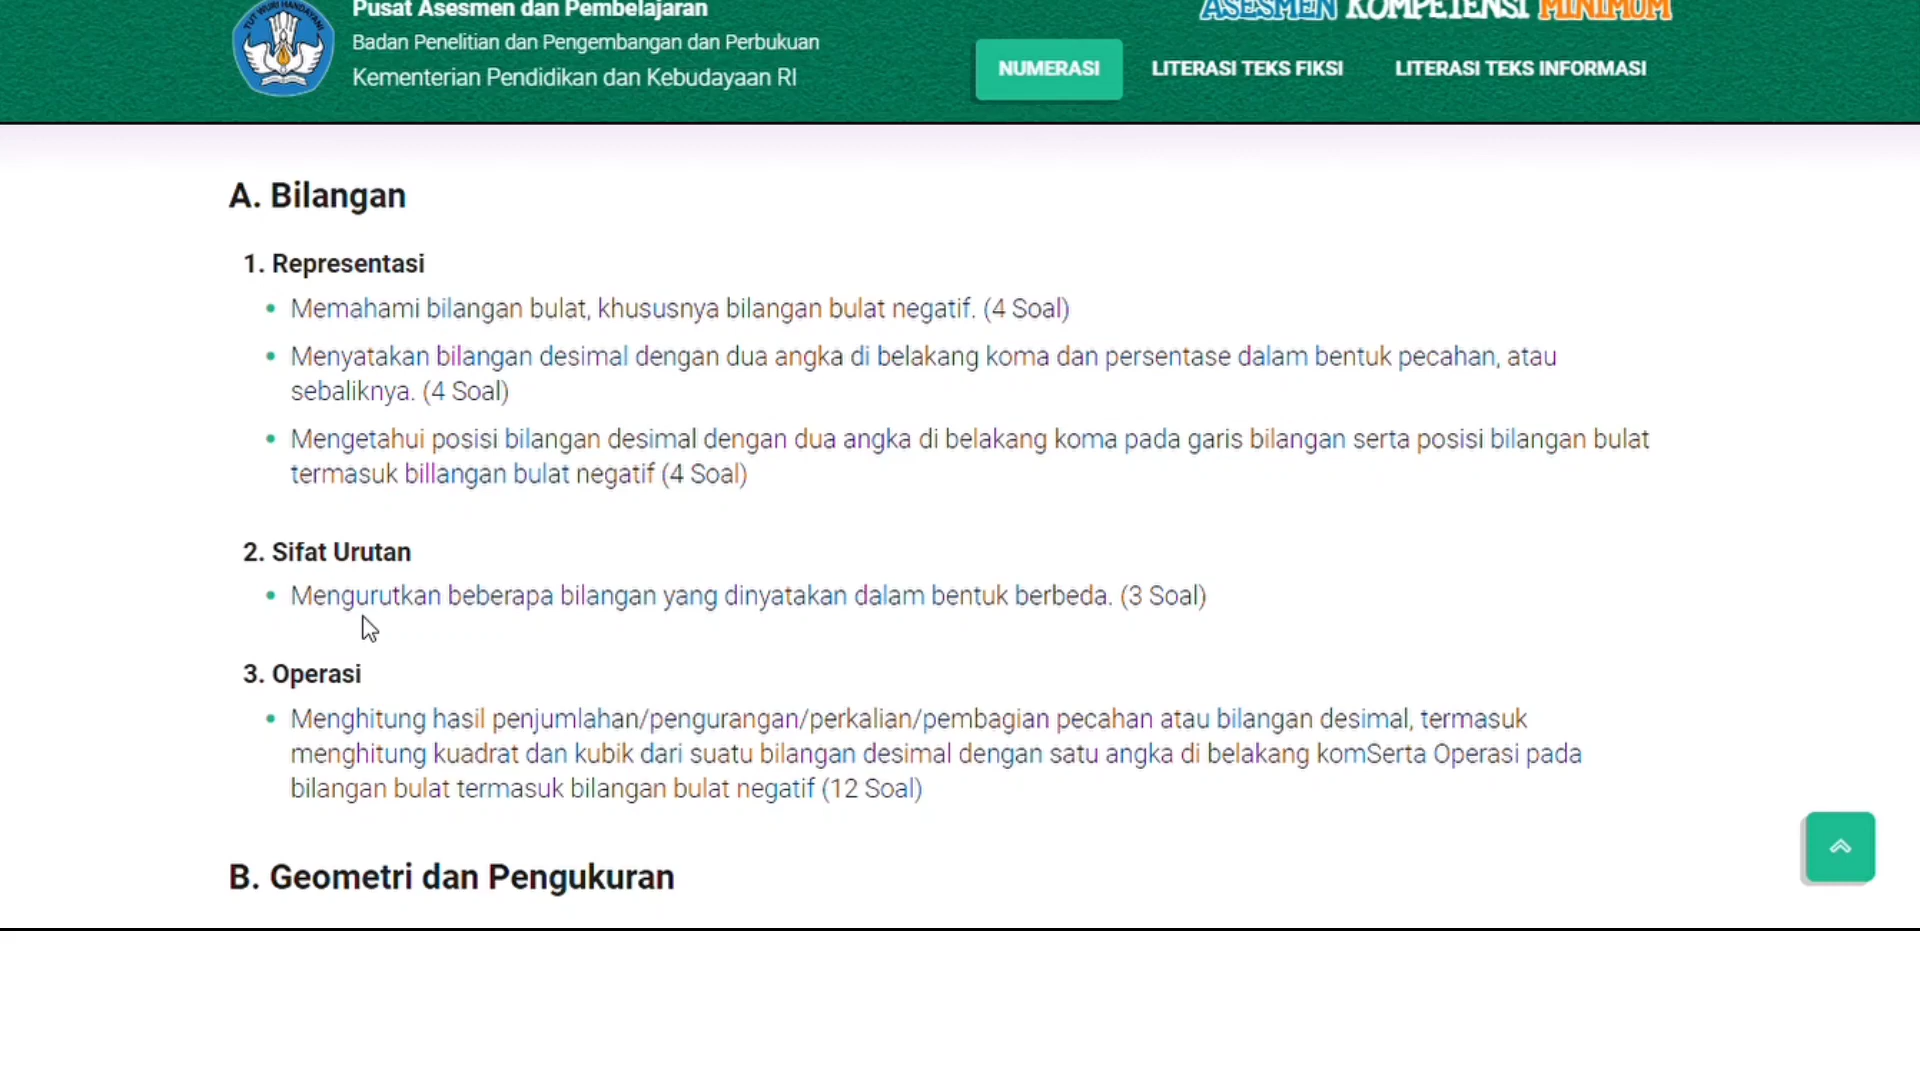 Pusat Asesmen dan Pembelajaran
Badan Penelitian dan Pengembangan dan Perbukuan
Kementerian Pendidikan dan Kebudayaan RI
TUT WURI HANDAYANI
ASESMEN KOMPETENSI MINIMUM
NUMERASI
LITERASI TEKS FIKSI
LITERASI TEKS INFORMASI
A. Bilangan
1. Representasi
• Memahami bilangan bulat, khususnya bilangan bulat negatif. (4 Soal)
• Menyatakan bilangan desimal dengan dua angka di belakang koma dan persentase dalam bentuk pecahan, atau
sebaliknya. (4 Soal)
• Mengetahui posisi bilangan desimal dengan dua angka di belakang koma pada garis bilangan serta posisi bilangan bulat
termasuk billangan bulat negatif (4 Soal)
2. Sifat Urutan
• Mengurutkan beberapa bilangan yang dinyatakan dalam bentuk berbeda. (3 Soal)
3. Operasi
• Menghitung hasil penjumlahan/pengurangan/perkalian/pembagian pecahan atau bilangan desimal, termasuk
menghitung kuadrat dan kubik dari suatu bilangan desimal dengan satu angka di belakang komSerta Operasi pada
bilangan bulat termasuk bilangan bulat negatif (12 Soal)
B. Geometri dan Pengukuran